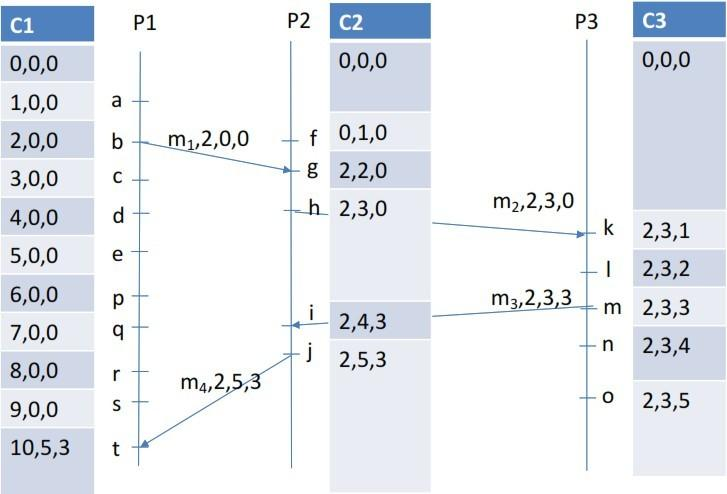 C1
0,0,0
1,0,0
2,0,0
3,0,0
4,0,0
5,0,0
6,0,0
7,0,0
8,0,0
9,0,0
10,5,3
P1
a
b
c
d
e
p
q
r
s
t
m₁,2,0,0
m₄,2,5,3
P2
f
g
h
i
j
C2
0,0,0
0,1,0
2,2,0
2,3,0
2,4,3
2,5,3
m₂,2,3,0
m₃,2,3,3
P3
k
l
m
n
o
C3
0,0,0
2,3,1
2,3,2
2,3,3
2,3,4
2,3,5